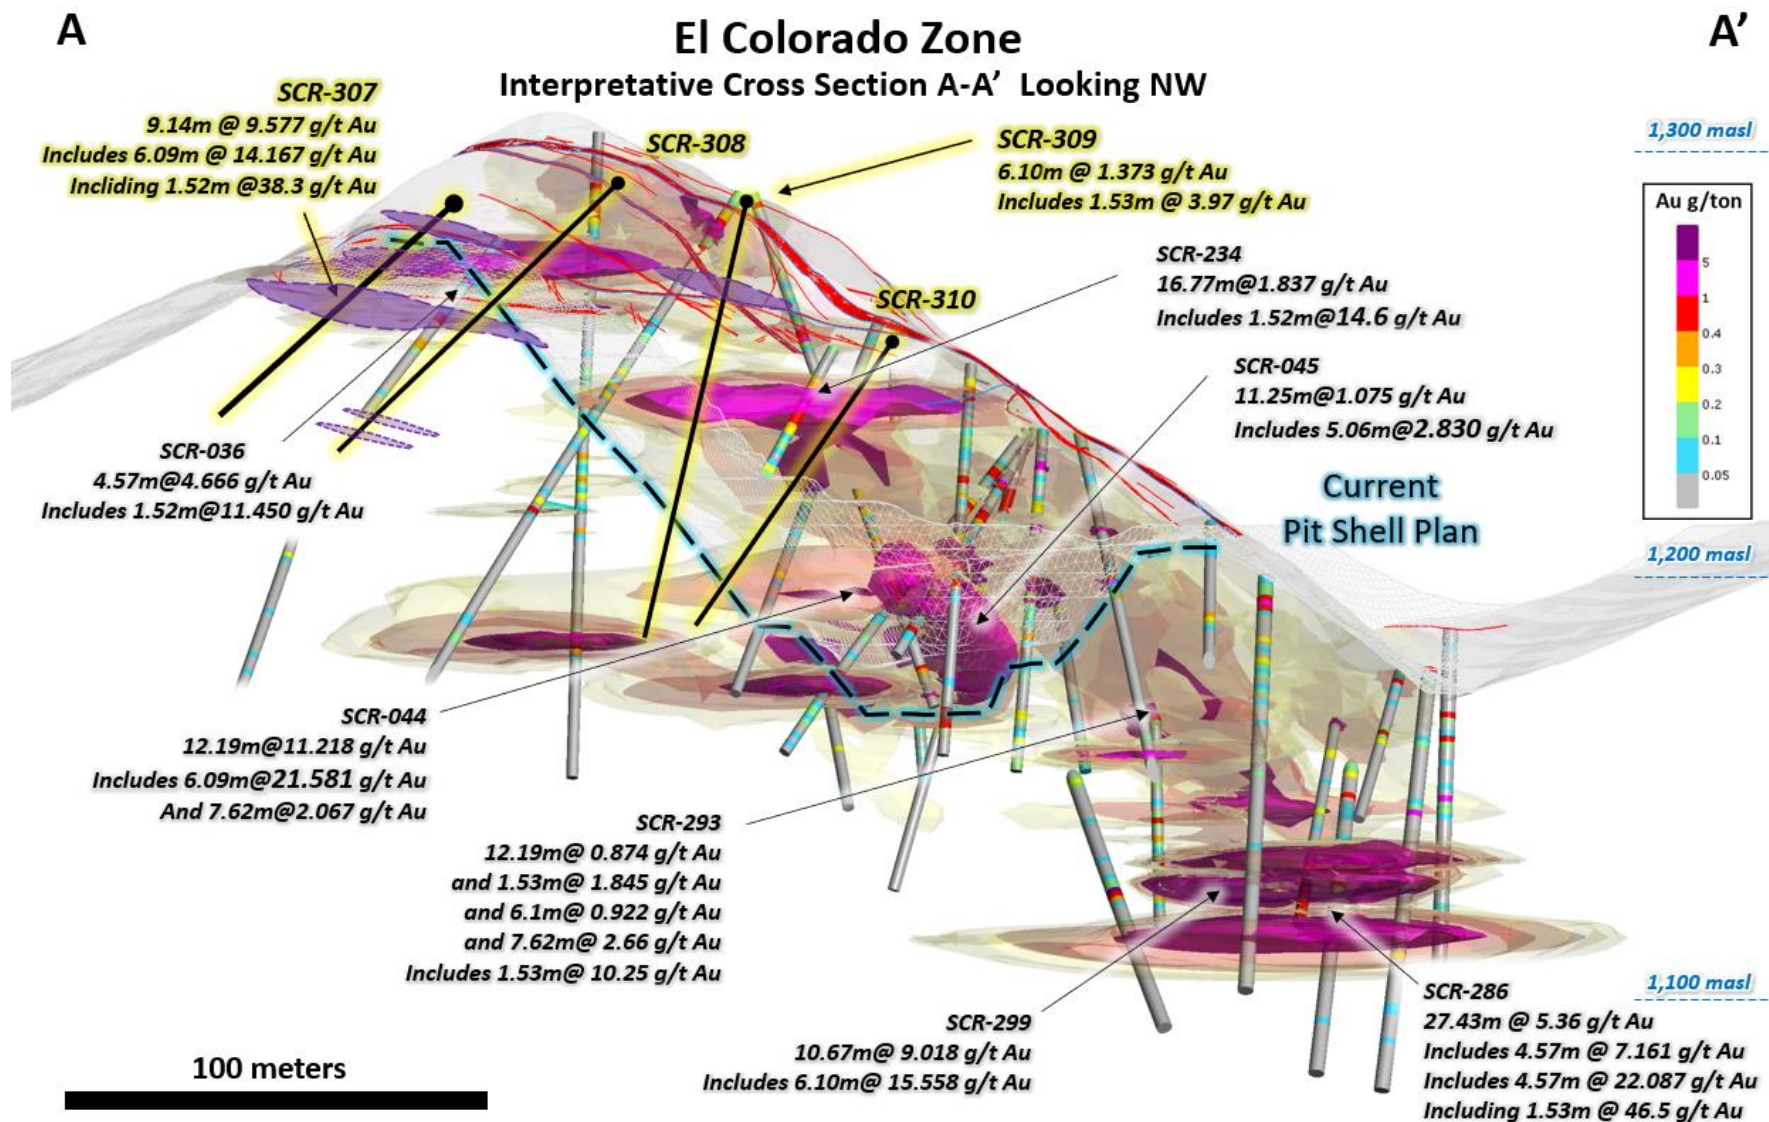 A
El Colorado Zone
A’
Interpretative Cross Section A-A’ Looking NW
SCR-307
9.14m @ 9.577 g/t Au
Includes 6.09m @ 14.167 g/t Au
Incliding 1.52m @38.3 g/t Au
SCR-308
SCR-309
6.10m @ 1.373 g/t Au
Includes 1.53m @ 3.97 g/t Au
1,300 masl
Au g/ton
5
1
0.4
0.3
0.2
0.1
0.05
SCR-234
16.77m@1.837 g/t Au
Includes 1.52m@14.6 g/t Au
SCR-310
SCR-045
11.25m@1.075 g/t Au
Includes 5.06m@2.830 g/t Au
SCR-036
4.57m@4.666 g/t Au
Includes 1.52m@11.450 g/t Au
Current
Pit Shell Plan
1,200 masl
SCR-044
12.19m@11.218 g/t Au
Includes 6.09m@21.581 g/t Au
And 7.62m@2.067 g/t Au
SCR-293
12.19m@ 0.874 g/t Au
and 1.53m@ 1.845 g/t Au
and 6.1m@ 0.922 g/t Au
and 7.62m@ 2.66 g/t Au
Includes 1.53m@ 10.25 g/t Au
SCR-299
10.67m@ 9.018 g/t Au
Includes 6.10m@ 15.558 g/t Au
1,100 masl
SCR-286
27.43m @ 5.36 g/t Au
Includes 4.57m @ 7.161 g/t Au
Includes 4.57m @ 22.087 g/t Au
Including 1.53m @ 46.5 g/t Au
100 meters